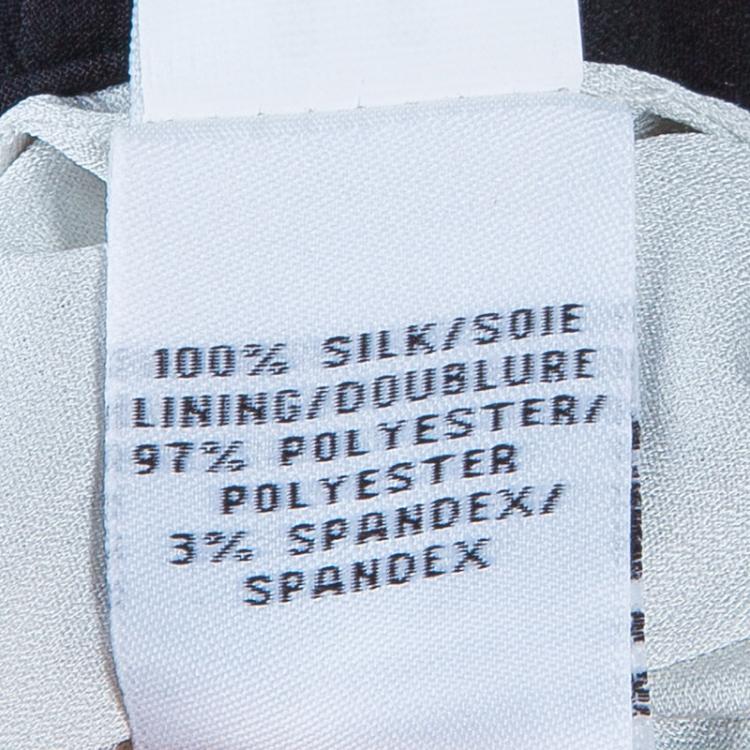 100% SILK/SOIE
LINING/DOUBLURE
97% POLYESTER/
POLYESTER
3% SPANDEX/
SPANDEX